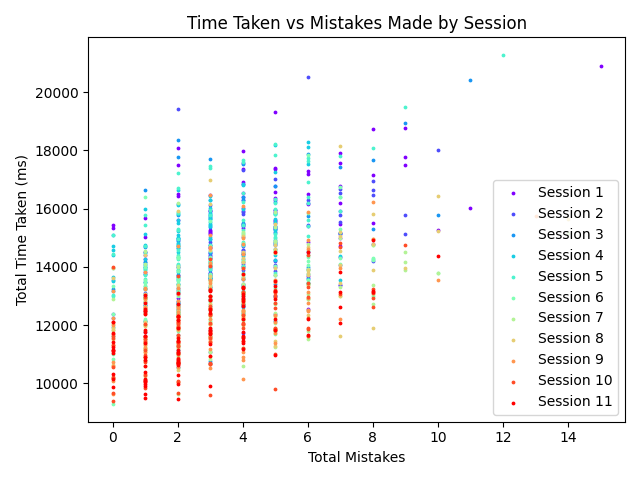 Time Taken vs Mistakes Made by Session
Total Time Taken (ms)
20000
18000
16000
14000
12000
10000
Session 1
Session 2
Session 3
Session 4
Session 5
Session 6
Session 7
Session 8
Session 9
Session 10
Session 11
0 2 4 6 8 10 12 14
Total Mistakes